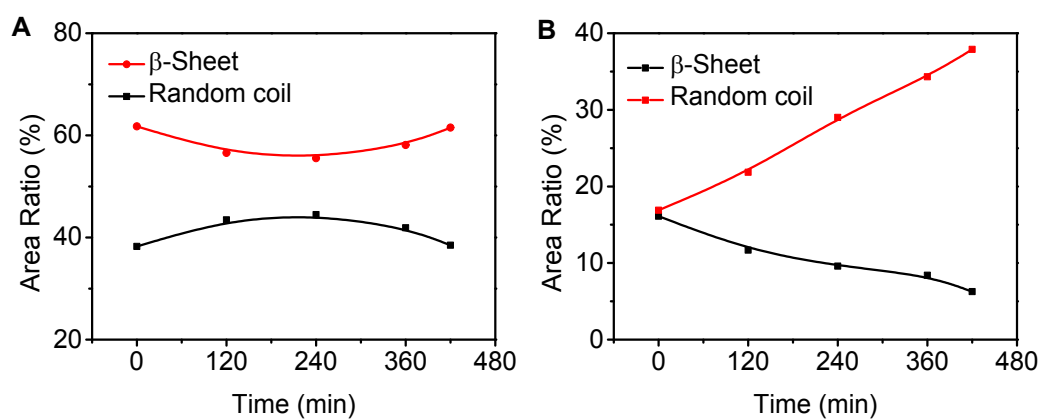 A
80
60
40
20
Area Ratio (%)
β-Sheet
Random coil
0 120 240 360 480
Time (min)
B
40
30
20
10
0
Area Ratio (%)
β-Sheet
Random coil
0 120 240 360 480
Time (min)